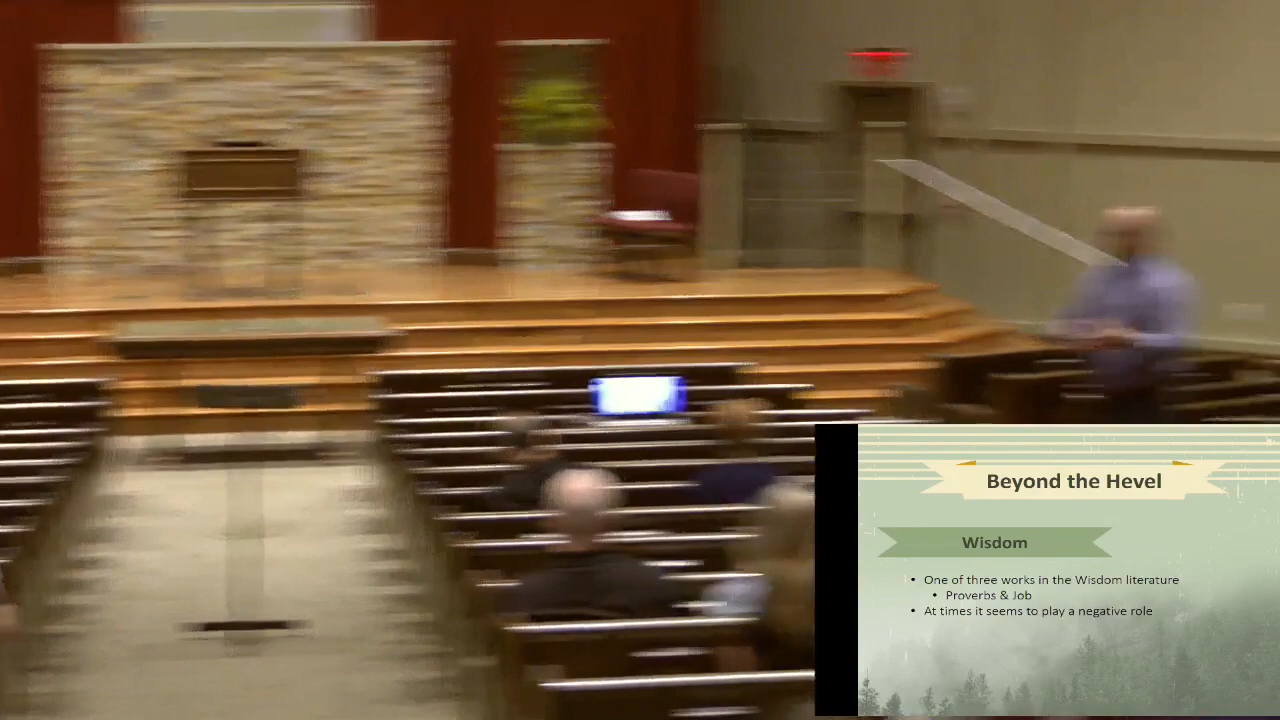 Beyond the Hevel
Wisdom
• One of three works in the Wisdom literature
• Proverbs & Job
• At times it seems to play a negative role